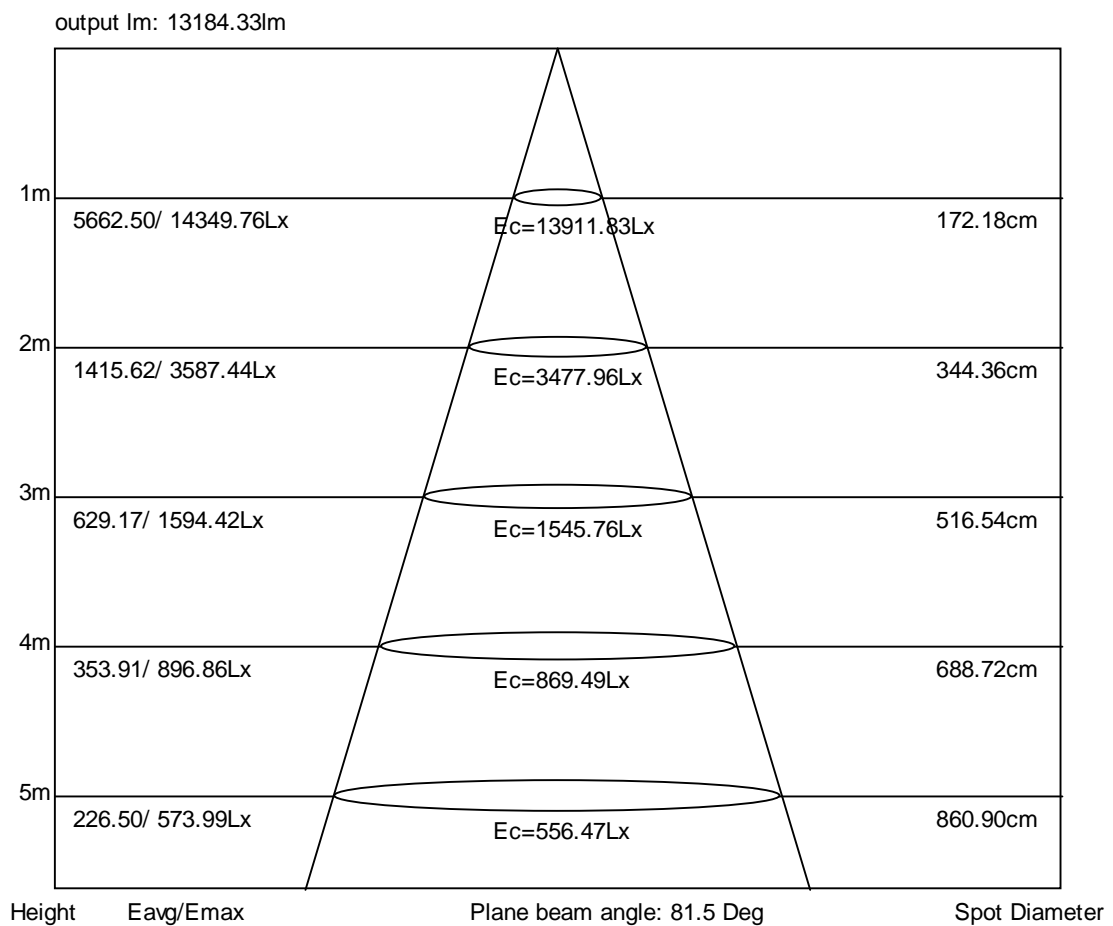 output lm: 13184.33lm
1m
5662.50/ 14349.76Lx
Ec=13911.83Lx
172.18cm
2m
1415.62/ 3587.44Lx
Ec=3477.96Lx
344.36cm
3m
629.17/ 1594.42Lx
Ec=1545.76Lx
516.54cm
4m
353.91/ 896.86Lx
Ec=869.49Lx
688.72cm
5m
226.50/ 573.99Lx
Ec=556.47Lx
860.90cm
Height Eavg/Emax Plane beam angle: 81.5 Deg Spot Diameter